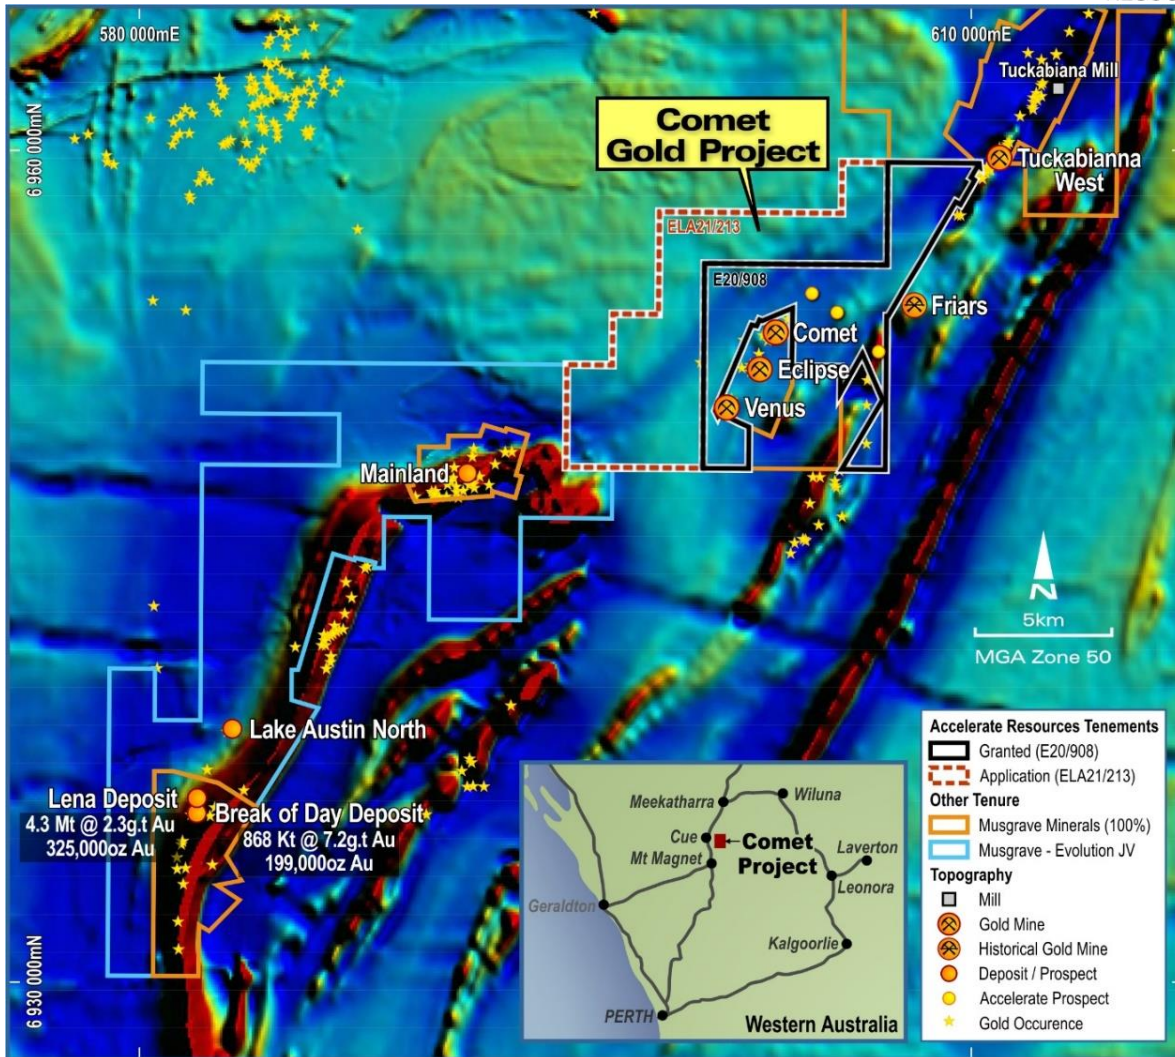 580 000mE
610 000mE
Tuckabiana Mill
Comet
Gold Project
6 960 000mN
Tuckabianna
West
ELA21/213
E20/908
Friars
Comet
Eclipse
Venus
Mainland
N
5km
MGA Zone 50
Lake Austin North
Lena Deposit
4.3 Mt @ 2.3g.t Au
325,000oz Au
Break of Day Deposit
868 Kt @ 7.2g.t Au
199,000oz Au
6 930 000mN
Meekatharra
Wiluna
Cue
Comet
Project
Mt Magnet
Laverton
Leonora
Geraldton
Kalgoorlie
PERTH
Western Australia
Accelerate Resources Tenements
Granted (E20/908)
Application (ELA21/213)
Other Tenure
Musgrave Minerals (100%)
Musgrave - Evolution JV
Topography
Mill
Gold Mine
Historical Gold Mine
Deposit / Prospect
Accelerate Prospect
Gold Occurence